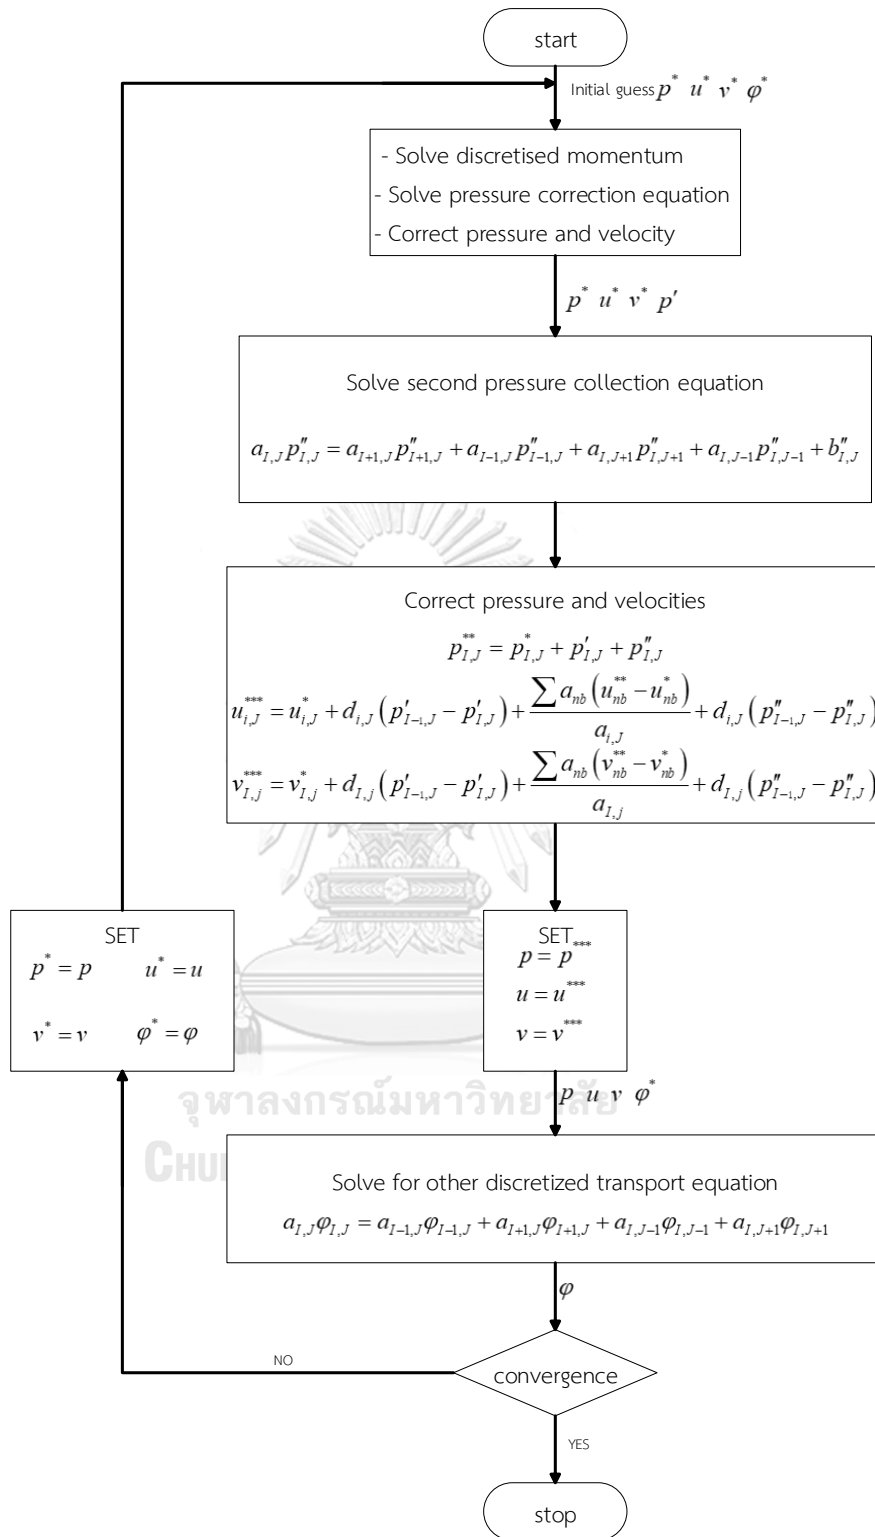 start
Initial guess p* u* v* φ*
- Solve discretised momentum
- Solve pressure correction equation
- Correct pressure and velocity
p* u* v* p′
Solve second pressure collection equation
a_{I,J} p″_{I,J} = a_{I+1,J} p″_{I+1,J} + a_{I−1,J} p″_{I−1,J} + a_{I,J+1} p″_{I,J+1} + a_{I,J−1} p″_{I,J−1} + b″_{I,J}
Correct pressure and velocities
p^{**}_{I,J} = p^{*}_{I,J} + p′_{I,J} + p″_{I,J}
u^{***}_{i,J} = u^{*}_{i,J} + d_{i,J} (p′_{I−1,J} − p′_{I,J}) + \frac{∑ a_{nb} (u^{**}_{nb} − u^{*}_{nb})}{a_{i,J}} + d_{i,J} (p″_{I−1,J} − p″_{I,J})
v^{***}_{I,j} = v^{*}_{I,j} + d_{I,j} (p′_{I−1,J} − p′_{I,J}) + \frac{∑ a_{nb} (v^{**}_{nb} − v^{*}_{nb})}{a_{I,j}} + d_{I,j} (p″_{I−1,J} − p″_{I,J})
SET
p* = p u* = u
v* = v φ* = φ
SET
p = p***
u = u***
v = v***
จุฬาลงกรณ์มหาวิทยาลัย
p u v φ*
CHU
Solve for other discretized transport equation
a_{I,J} φ_{I,J} = a_{I−1,J} φ_{I−1,J} + a_{I+1,J} φ_{I+1,J} + a_{I,J−1} φ_{I,J−1} + a_{I,J+1} φ_{I,J+1}
φ
NO
convergence
YES
stop